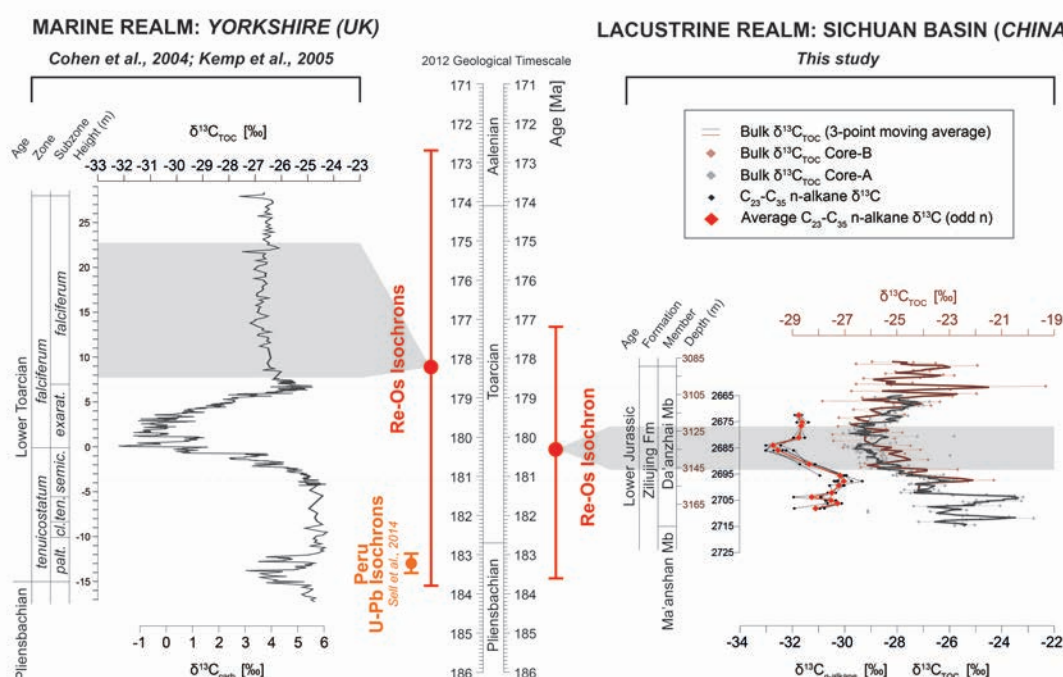 MARINE REALM: YORKSHIRE (UK)
Cohen et al., 2004; Kemp et al., 2005
Age
Zone
Subzone
Height (m)
δ13CTOC [‰]
-33 -32 -31 -30 -29 -28 -27 -26 -25 -24 -23
25
20
15
10
5
0
-5
-10
-15
Lower Toarcian
Pliensbachian
falciferum
tenuicostatum
falciferum
exarat.
semic.
ten.
cl.
palt.
-1 0 1 2 3 4 5 6
δ13Ccarb [‰]
2012 Geological Timescale
Age [Ma]
171 171
172 172
173 173
174 174
175 175
176 176
177 177
178 178
179 179
180 180
181 181
182 182
183 183
184 184
185 185
186 186
Aalenian
Toarcian
Pliensbachian
Re-Os Isochrons
Peru
U-Pb Isochrons
Sell et al., 2014
Re-Os Isochron
LACUSTRINE REALM: SICHUAN BASIN (CHINA
This study
Bulk δ13CTOC (3-point moving average)
Bulk δ13CTOC Core-B
Bulk δ13CTOC Core-A
C23-C35 n-alkane δ13C
Average C23-C35 n-alkane δ13C (odd n)
δ13CTOC [‰]
-29 -27 -25 -23 -21 -19
Age
Formation
Member
Depth (m)
3085
3105
3125
3145
3165
2665
2675
2685
2695
2705
2715
2725
Lower Jurassic
Ziliujing Fm
Da'anzhai Mb
Ma'anshan Mb
-34 -32 -30 -28 -26 -24 -22
δ13Cn-alkane [‰] δ13CTOC [‰]